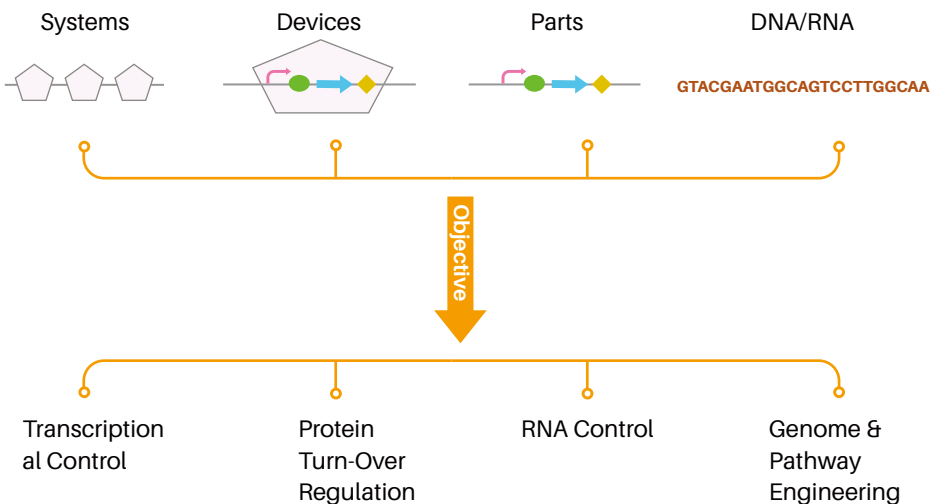 Systems
Devices
Parts
DNA/RNA
GTACGAATGGCAGTCCTTGGCAA
Objective
Transcription
al Control
Protein
Turn-Over
Regulation
RNA Control
Genome &
Pathway
Engineering